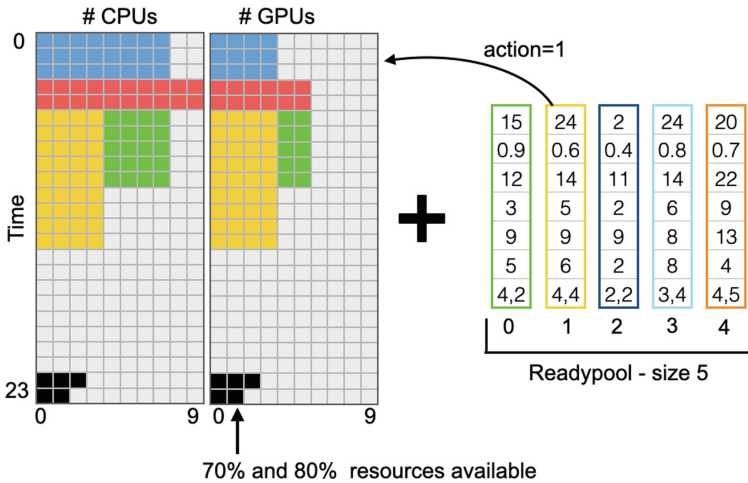 # CPUs # GPUs
0
action=1
15 24 2 24 20
0.9 0.6 0.4 0.8 0.7
12 14 11 14 22
3 5 2 6 9
9 9 9 8 13
5 6 2 8 4
4,2 4,4 2,2 3,4 4,5
0 1 2 3 4
Time
Readypool - size 5
23
0 9 0 9
70% and 80% resources available